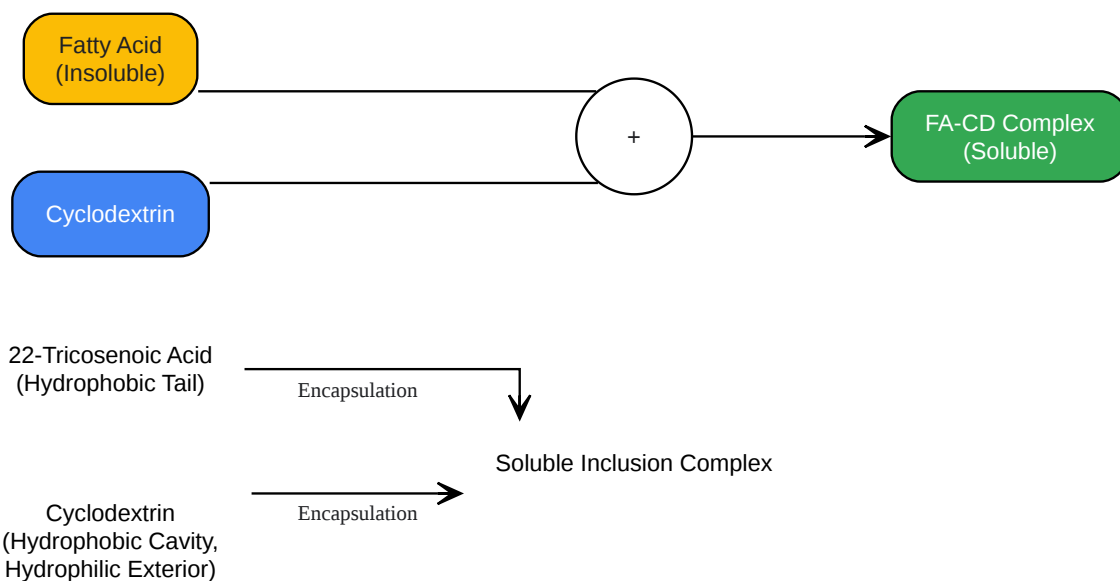 Fatty Acid
(Insoluble)
+
FA-CD Complex
(Soluble)
Cyclodextrin
22-Tricosenoic Acid
(Hydrophobic Tail)
Encapsulation
Soluble Inclusion Complex
Cyclodextrin
(Hydrophobic Cavity,
Hydrophilic Exterior)
Encapsulation